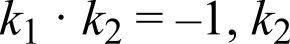 k₁ · k₂ = –1, k₂